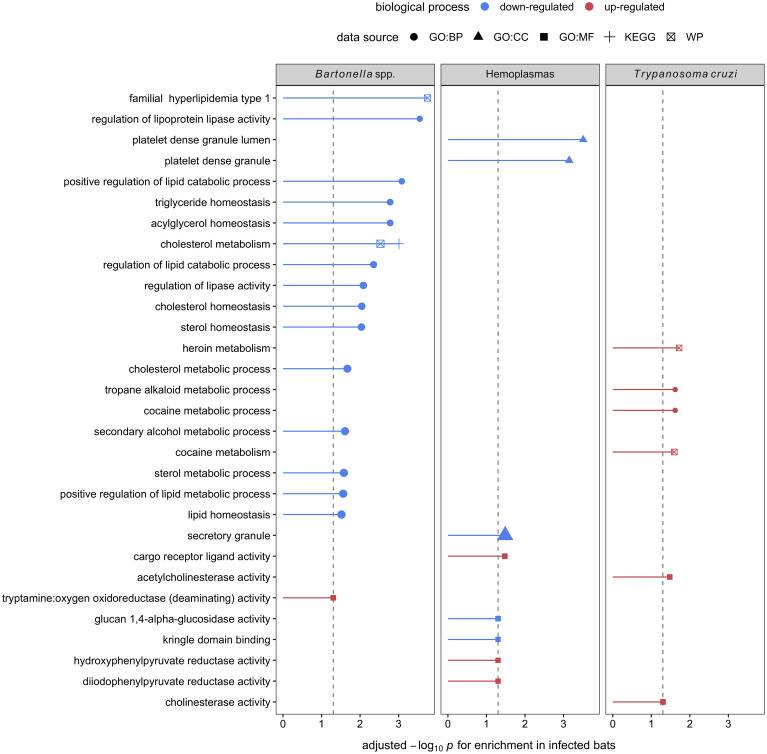 biological process down-regulated up-regulated
data source GO:BP GO:CC GO:MF KEGG WP
Bartonella spp. Hemoplasmas Trypanosoma cruzi
familial hyperlipidemia type 1
regulation of lipoprotein lipase activity
platelet dense granule lumen
platelet dense granule
positive regulation of lipid catabolic process
triglyceride homeostasis
acylglycerol homeostasis
cholesterol metabolism
regulation of lipid catabolic process
regulation of lipase activity
cholesterol homeostasis
sterol homeostasis
heroin metabolism
cholesterol metabolic process
tropane alkaloid metabolic process
cocaine metabolic process
secondary alcohol metabolic process
cocaine metabolism
sterol metabolic process
positive regulation of lipid metabolic process
lipid homeostasis
secretory granule
cargo receptor ligand activity
acetylcholinesterase activity
tryptamine:oxygen oxidoreductase (deaminating) activity
glucan 1,4-alpha-glucosidase activity
kringle domain binding
hydroxyphenylpyruvate reductase activity
diiodophenylpyruvate reductase activity
cholinesterase activity
0 1 2 3 0 1 2 3 0 1 2 3
adjusted −log10 p for enrichment in infected bats